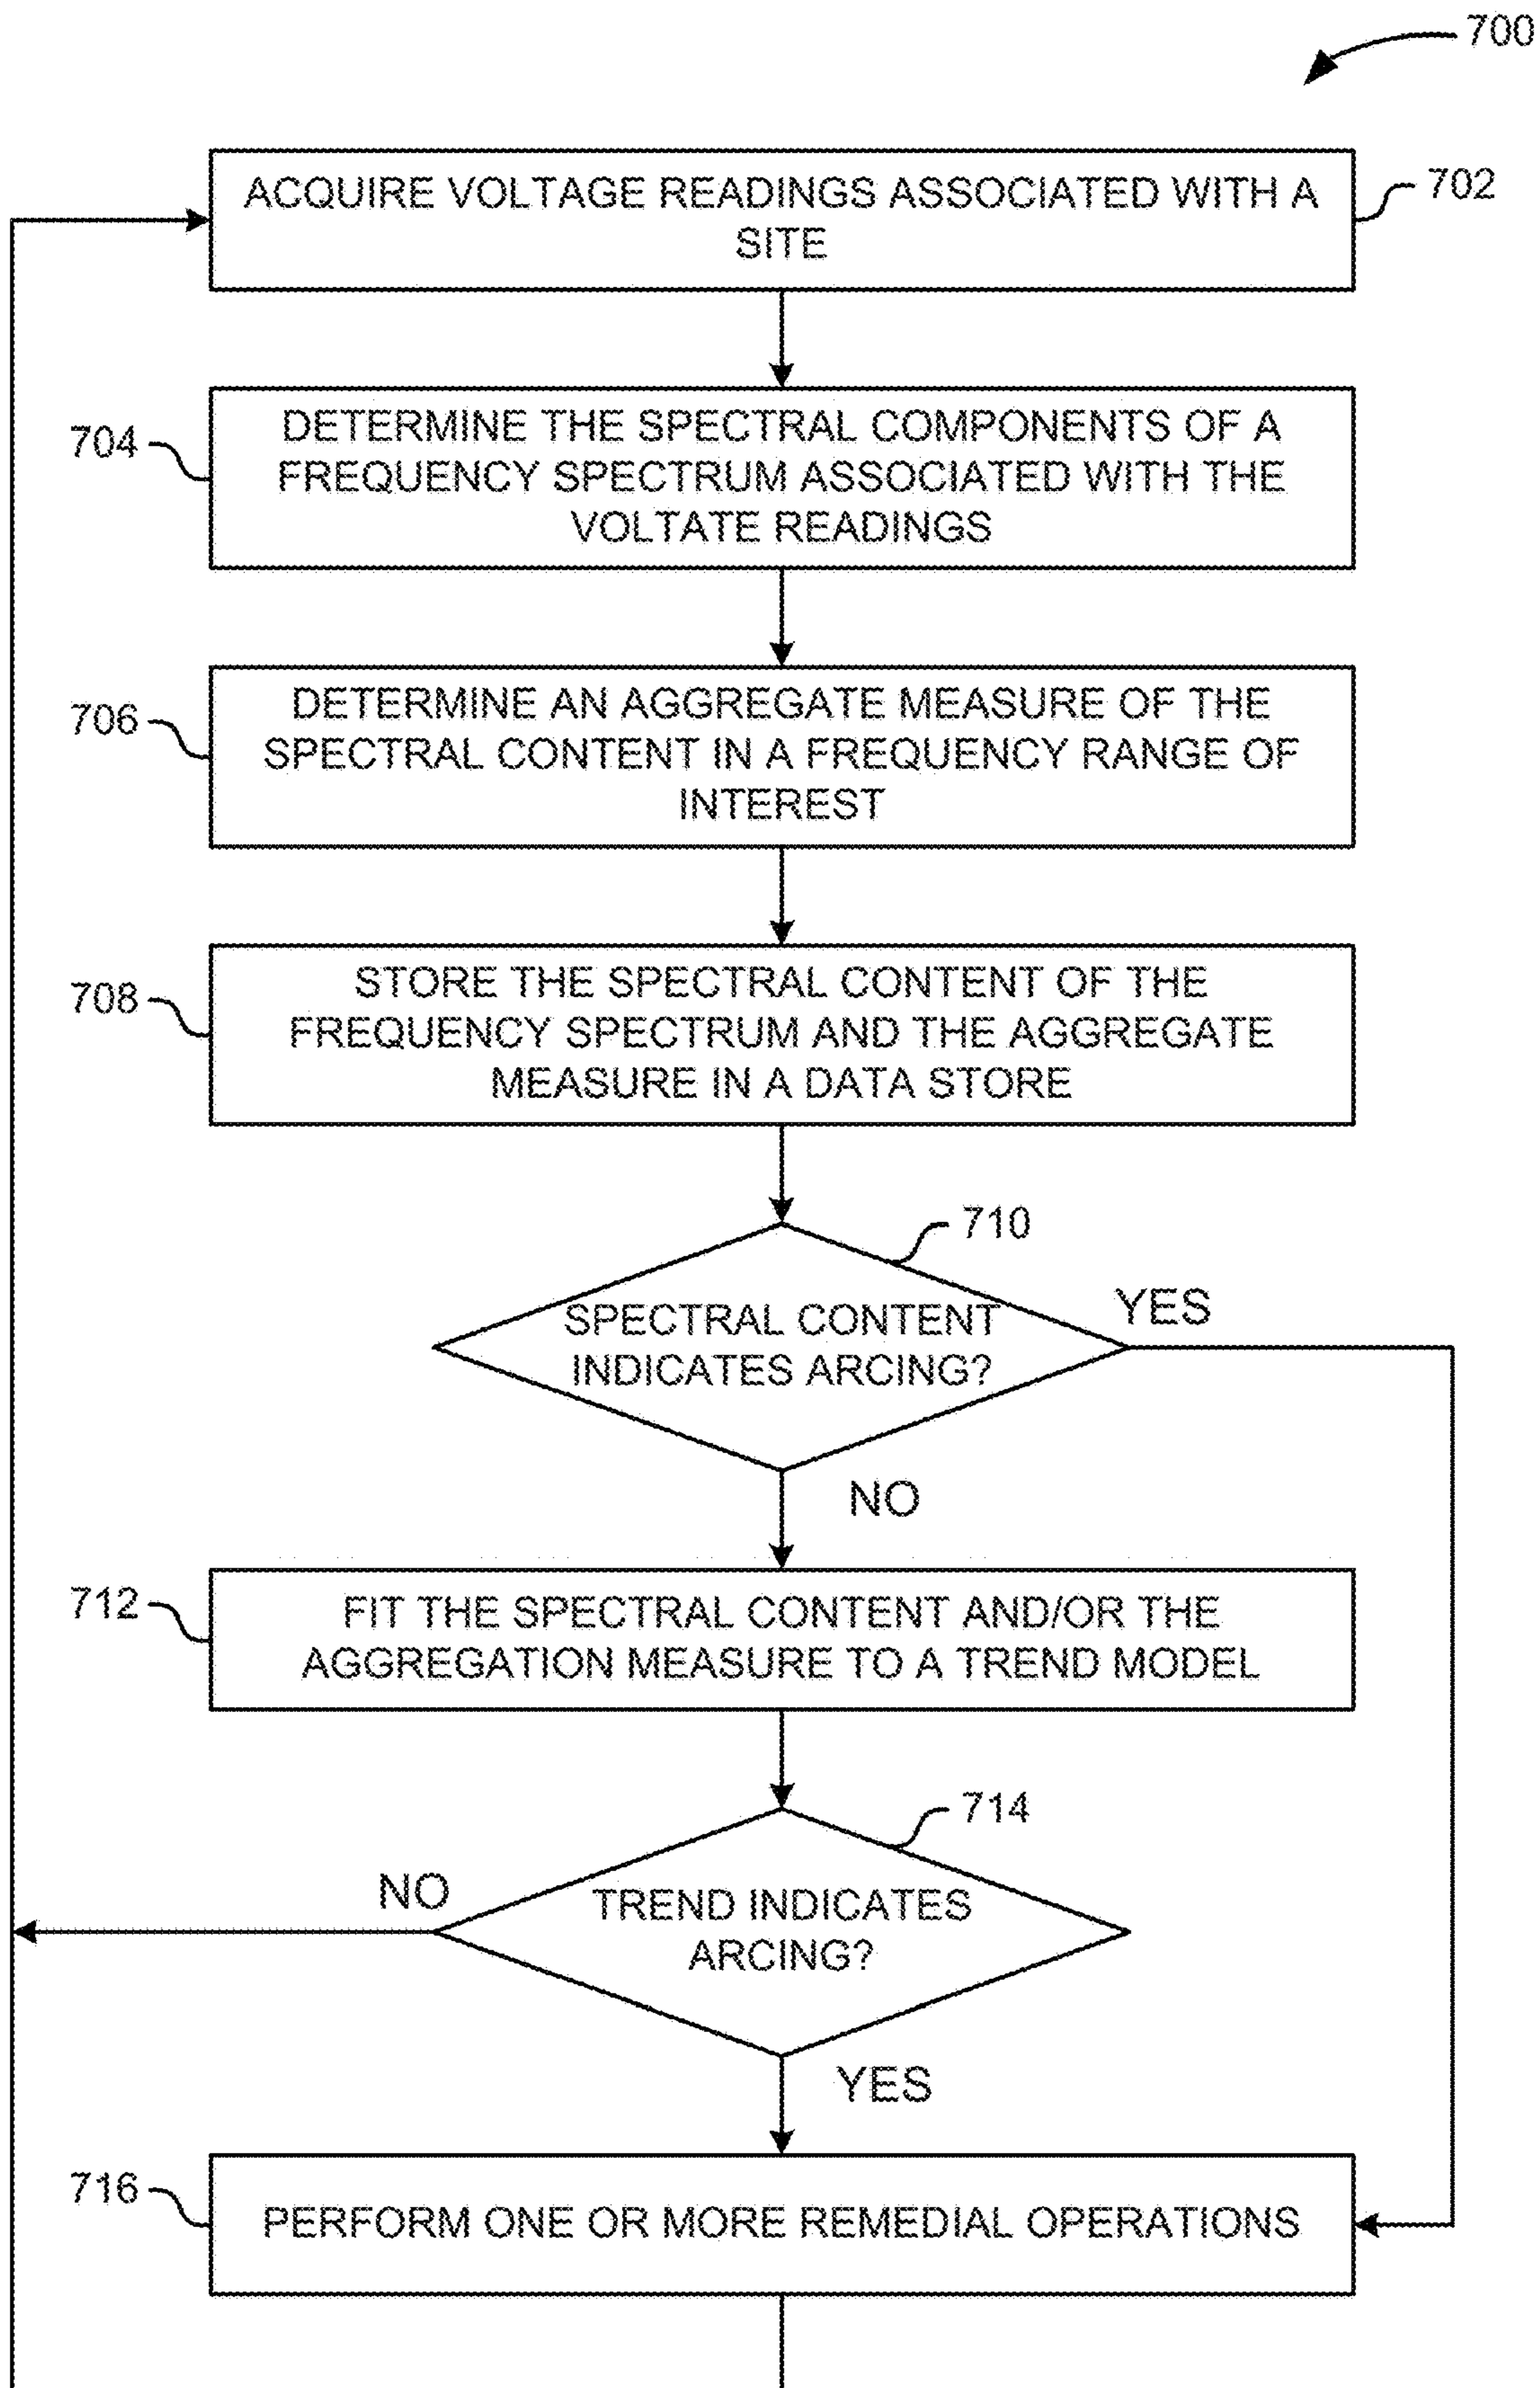 700
ACQUIRE VOLTAGE READINGS ASSOCIATED WITH A
SITE
702
704
DETERMINE THE SPECTRAL COMPONENTS OF A
FREQUENCY SPECTRUM ASSOCIATED WITH THE
VOLTATE READINGS
706
DETERMINE AN AGGREGATE MEASURE OF THE
SPECTRAL CONTENT IN A FREQUENCY RANGE OF
INTEREST
708
STORE THE SPECTRAL CONTENT OF THE
FREQUENCY SPECTRUM AND THE AGGREGATE
MEASURE IN A DATA STORE
710
SPECTRAL CONTENT
INDICATES ARCING?
YES
NO
712
FIT THE SPECTRAL CONTENT AND/OR THE
AGGREGATION MEASURE TO A TREND MODEL
714
NO
TREND INDICATES
ARCING?
YES
716
PERFORM ONE OR MORE REMEDIAL OPERATIONS